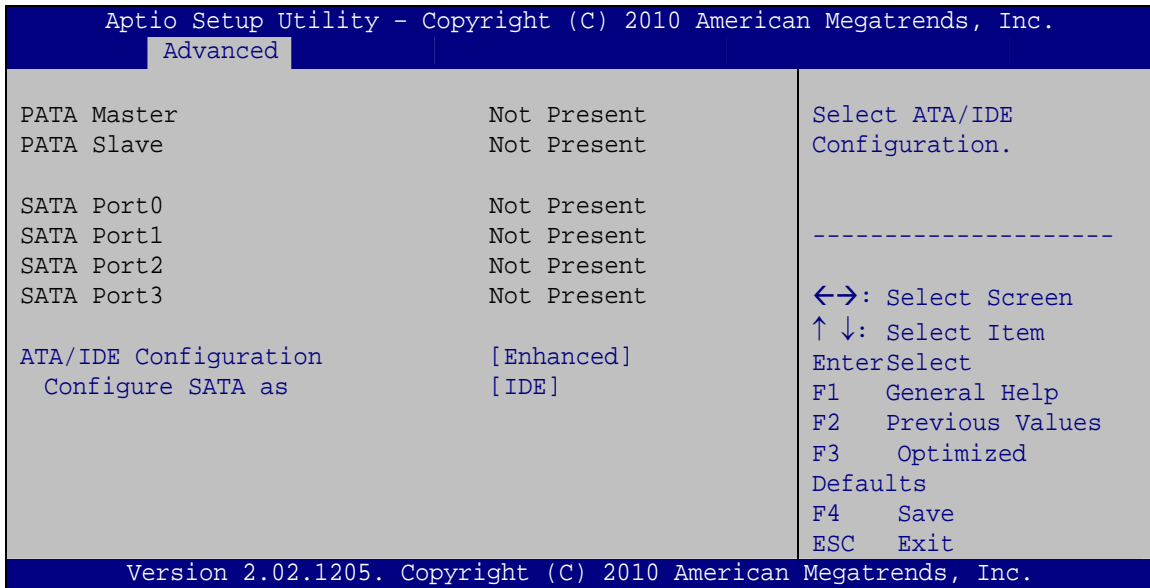 Aptio Setup Utility – Copyright (C) 2010 American Megatrends, Inc.
Advanced
PATA Master Not Present
PATA Slave Not Present
SATA Port0 Not Present
SATA Port1 Not Present
SATA Port2 Not Present
SATA Port3 Not Present
ATA/IDE Configuration [Enhanced]
Configure SATA as [IDE]
Select ATA/IDE
Configuration.
---------------------
←→: Select Screen
↑ ↓: Select Item
EnterSelect
F1 General Help
F2 Previous Values
F3 Optimized
Defaults
F4 Save
ESC Exit
Version 2.02.1205. Copyright (C) 2010 American Megatrends, Inc.